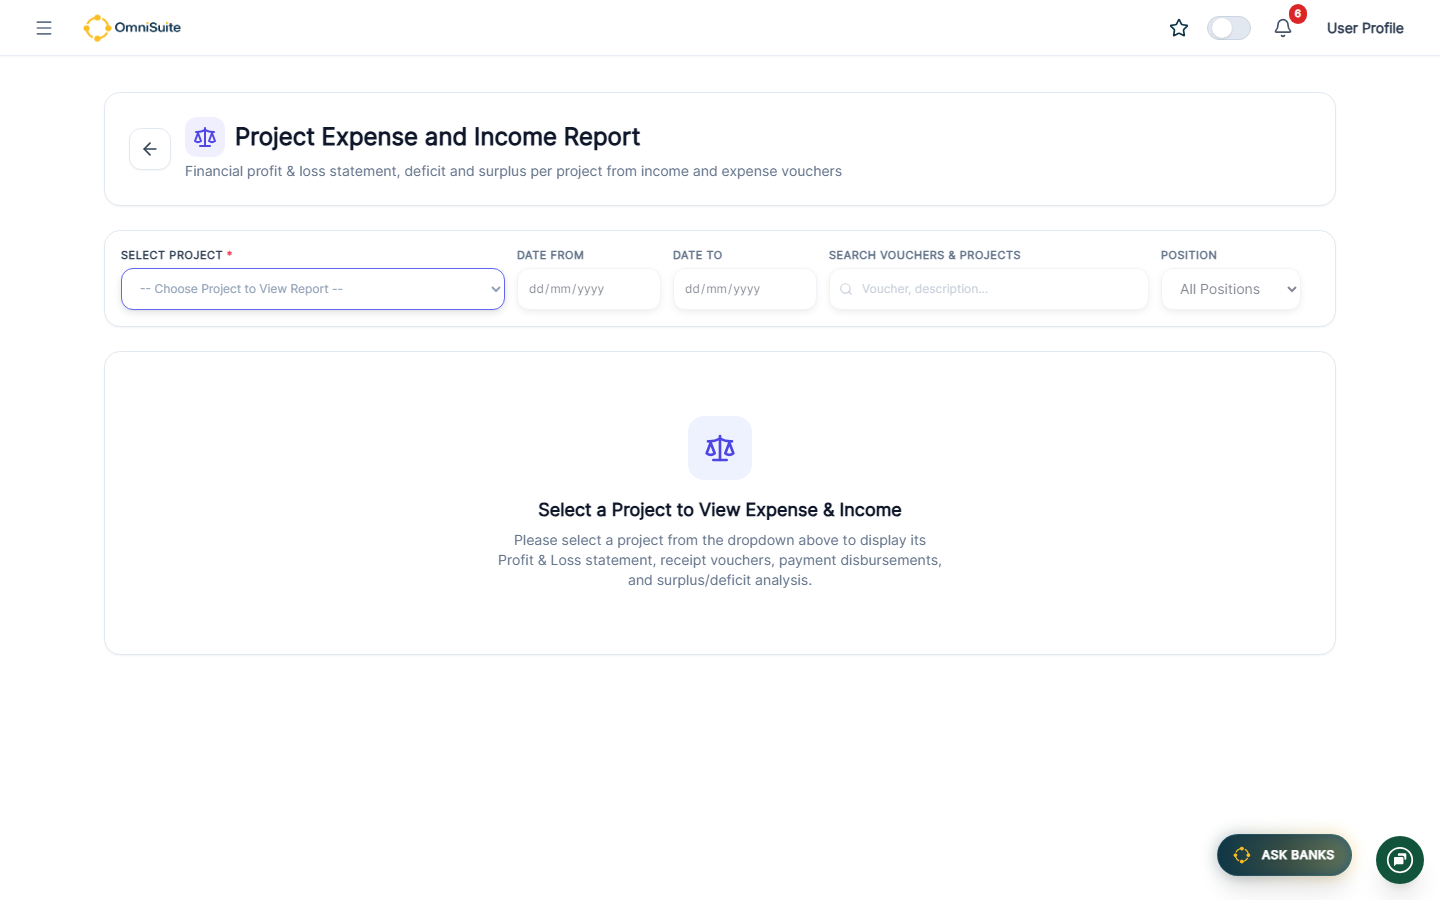 OmniSuite
6
User Profile
Project Expense and Income Report
Financial profit & loss statement, deficit and surplus per project from income and expense vouchers
SELECT PROJECT *
DATE FROM
DATE TO
SEARCH VOUCHERS & PROJECTS
POSITION
-- Choose Project to View Report --
dd/mm/yyyy
dd/mm/yyyy
Voucher, description...
All Positions
Select a Project to View Expense & Income
Please select a project from the dropdown above to display its
Profit & Loss statement, receipt vouchers, payment disbursements,
and surplus/deficit analysis.
ASK BANKS